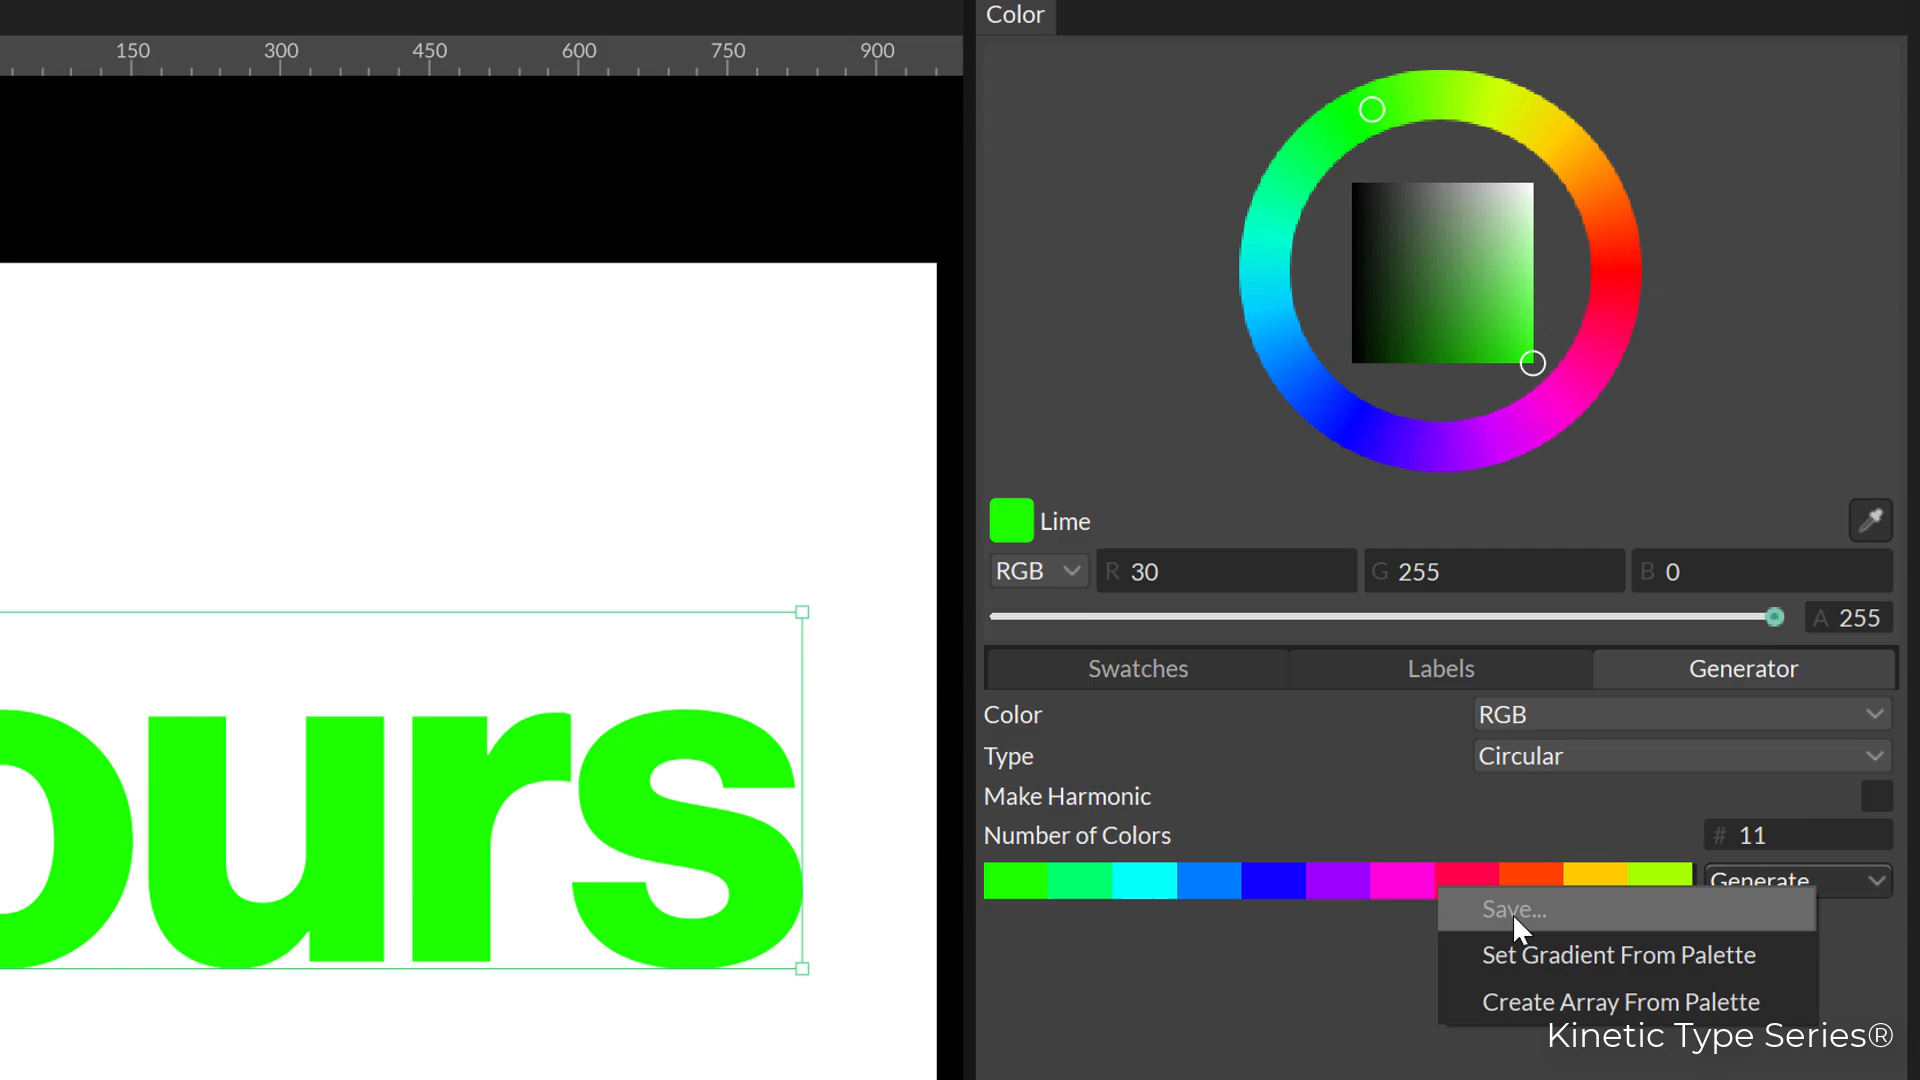 Color
150 300 450 600 750 900
Lime
RGB R 30 G 255 B 0
A 255
Swatches Labels Generator
Color RGB
Type Circular
Make Harmonic
Number of Colors # 11
Generate
Save...
Set Gradient From Palette
Create Array From Palette
ours
Kinetic Type Series®